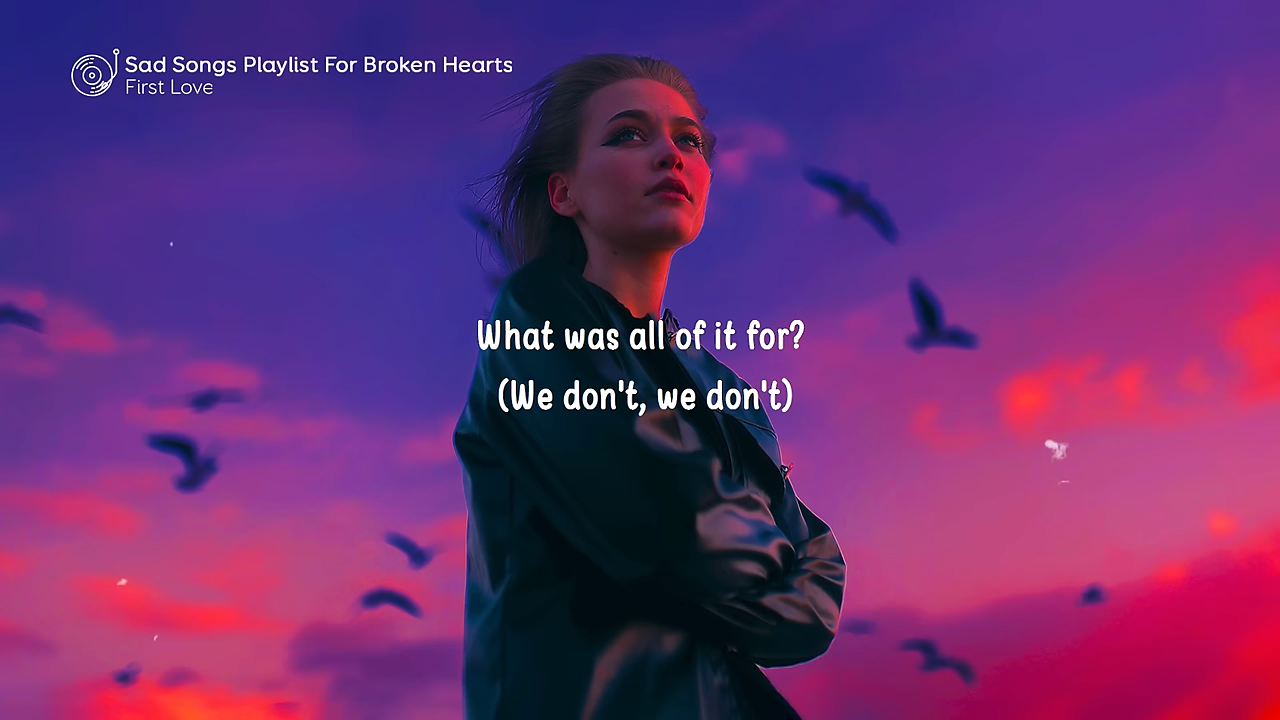 Sad Songs Playlist For Broken Hearts
First Love
What was all of it for?
(We don't, we don't)